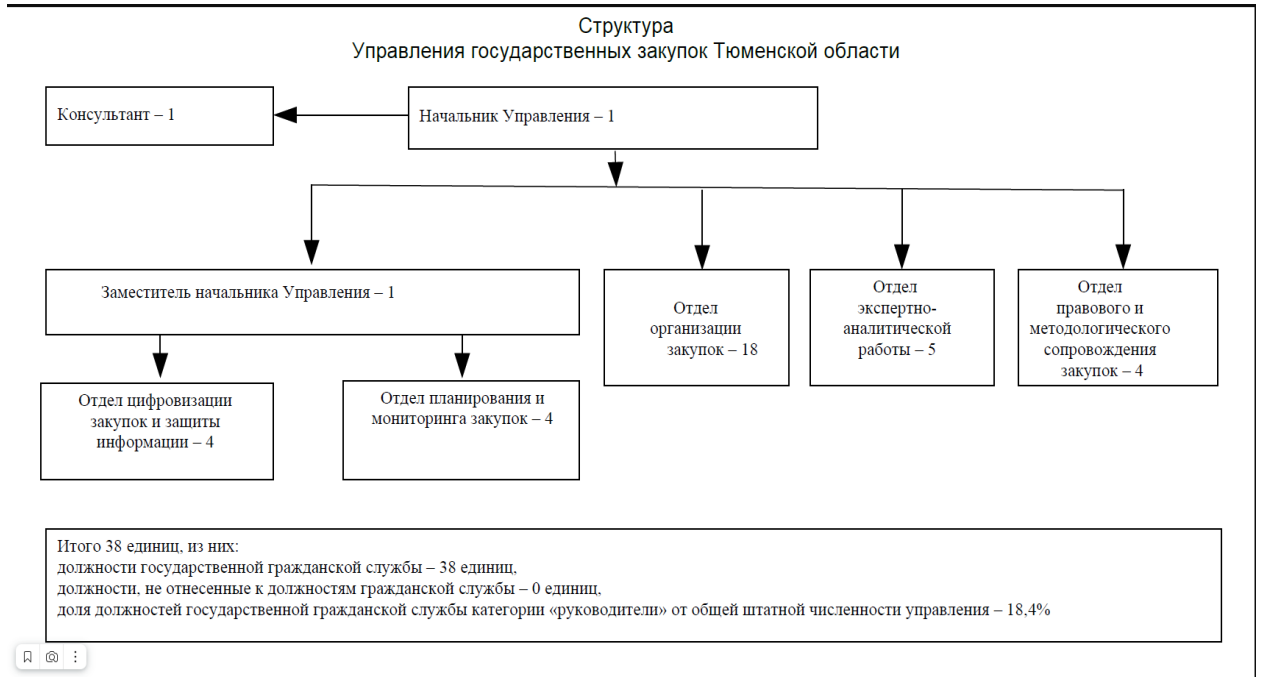 Структура
Управления государственных закупок Тюменской области
Консультант – 1
Начальник Управления – 1
Заместитель начальника Управления – 1
Отдел
организации
закупок – 18
Отдел
экспертно-
аналитической
работы – 5
Отдел
правового и
методологического
сопровождения
закупок – 4
Отдел цифровизации
закупок и защиты
информации – 4
Отдел планирования и
мониторинга закупок – 4
Итого 38 единиц, из них:
должности государственной гражданской службы – 38 единиц,
должности, не отнесенные к должностям гражданской службы – 0 единиц,
доля должностей государственной гражданской службы категории «руководители» от общей штатной численности управления – 18,4%